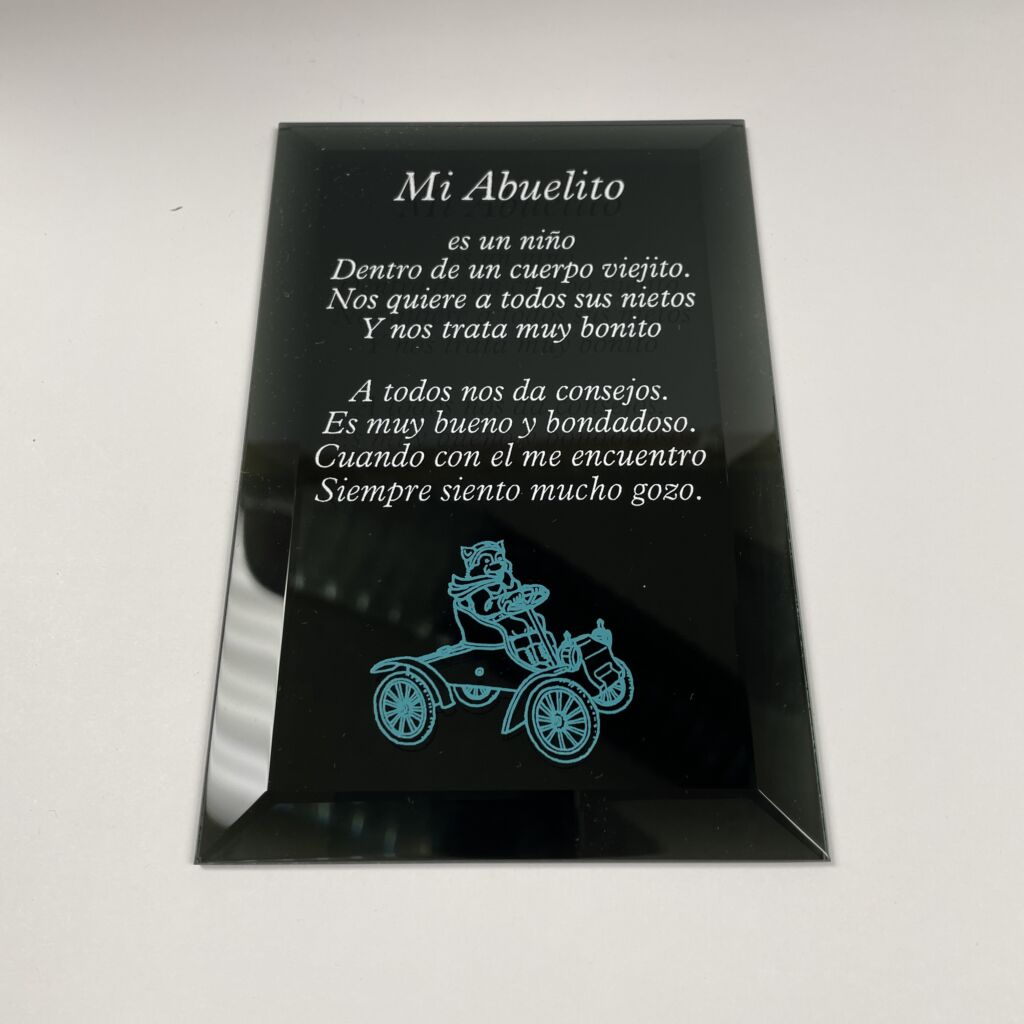 Mi Abuelito
es un niño
Dentro de un cuerpo viejito.
Nos quiere a todos sus nietos
Y nos trata muy bonito
A todos nos da consejos.
Es muy bueno y bondadoso.
Cuando con el me encuentro
Siempre siento mucho gozo.